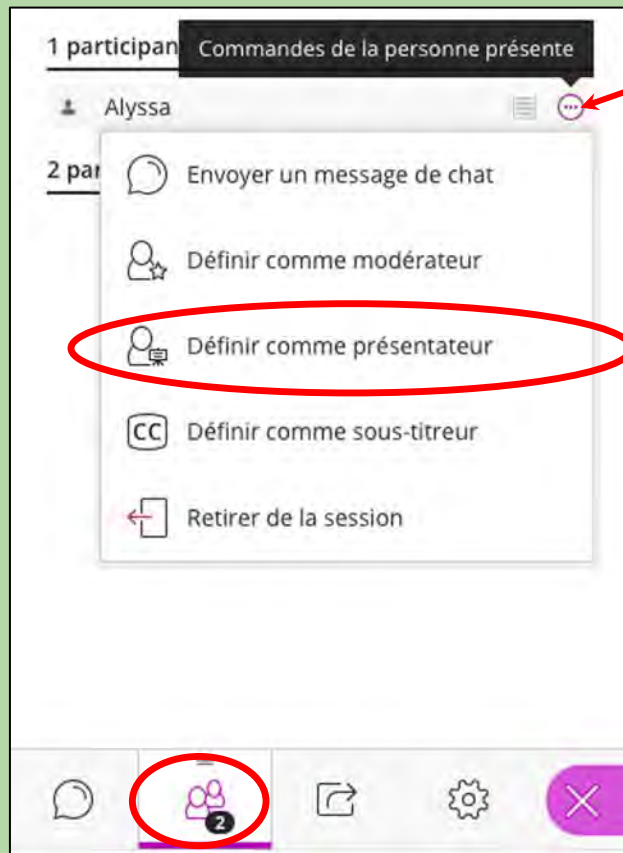 1 participan
Commandes de la personne présente
Alyssa
2 par
Envoyer un message de chat
Définir comme modérateur
Définir comme présentateur
CC Définir comme sous-titreur
Retirer de la session
2